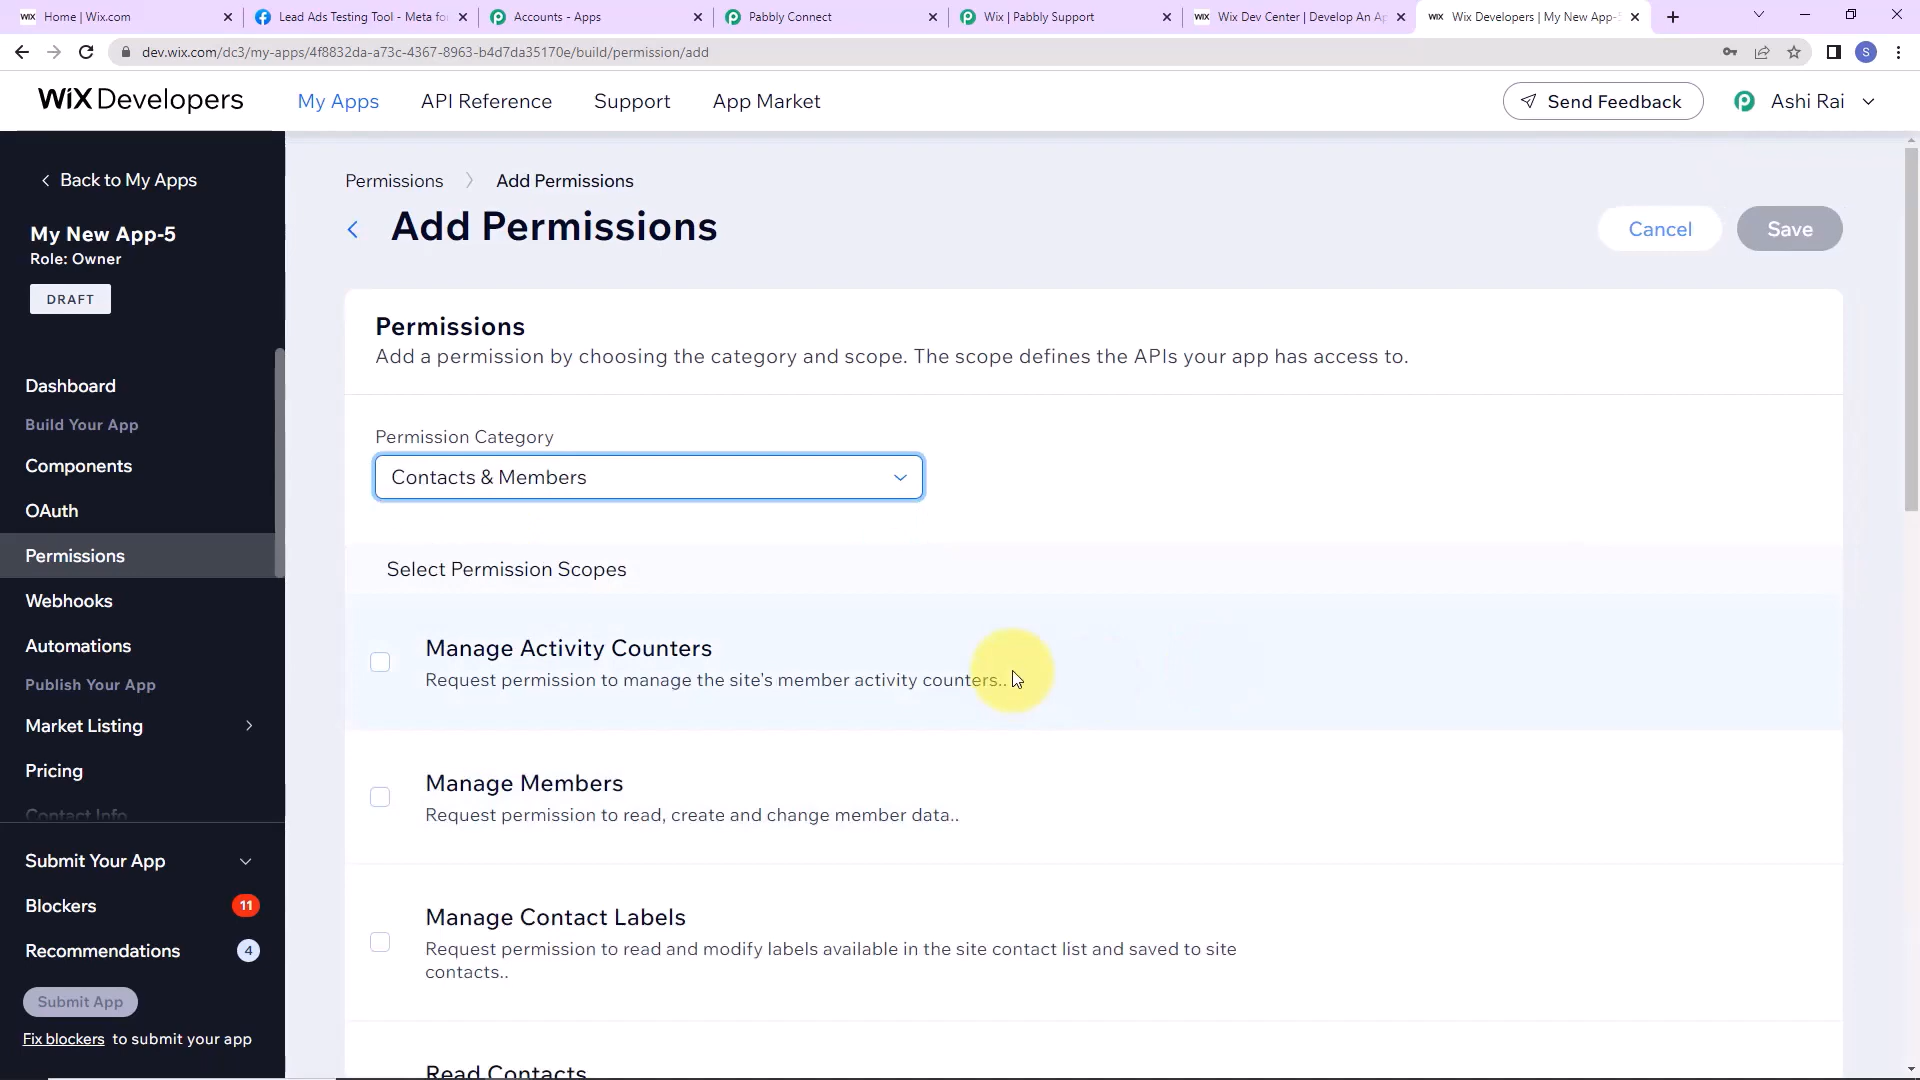 WIX Home | Wix.com
Lead Ads Testing Tool - Meta fo
Accounts - Apps
Pabbly Connect
Wix | Pabbly Support
WIX Wix Dev Center | Develop An Ap
WIX Wix Developers | My New App-5
dev.wix.com/dc3/my-apps/4f8832da-a73c-4367-8963-b4d7da35170e/build/permission/add
S
WIX Developers
My Apps
API Reference
Support
App Market
Send Feedback
Ashi Rai
Back to My Apps
My New App-5
Role: Owner
DRAFT
Dashboard
Build Your App
Components
OAuth
Permissions
Webhooks
Automations
Publish Your App
Market Listing
Pricing
Contact Info
Submit Your App
Blockers 11
Recommendations 4
Submit App
Fix blockers to submit your app
Permissions > Add Permissions
Add Permissions
Cancel
Save
Permissions
Add a permission by choosing the category and scope. The scope defines the APIs your app has access to.
Permission Category
Contacts & Members
Select Permission Scopes
Manage Activity Counters
Request permission to manage the site's member activity counters..
Manage Members
Request permission to read, create and change member data..
Manage Contact Labels
Request permission to read and modify labels available in the site contact list and saved to site
contacts..
Read Contacts